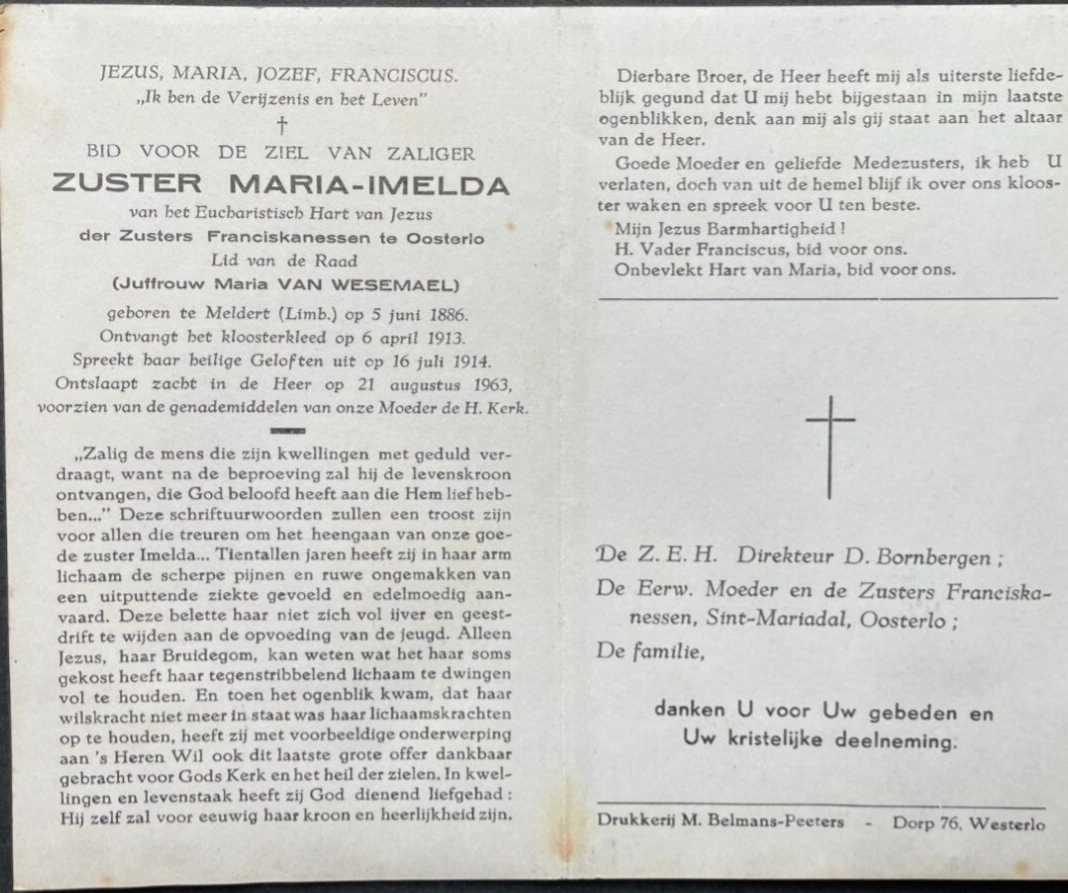 JEZUS, MARIA, JOZEF, FRANCISCUS.
„Ik ben de Verijzenis en het Leven"
†
BID VOOR DE ZIEL VAN ZALIGER
ZUSTER MARIA-IMELDA
van het Eucharistisch Hart van Jezus
der Zusters Franciskanessen te Oosterlo
Lid van de Raad
(Juffrouw Maria VAN WESEMAEL)
geboren te Meldert (Limb.) op 5 juni 1886.
Ontvangt het kloosterkleed op 6 april 1913.
Spreekt haar heilige Geloften uit op 16 juli 1914.
Ontslaapt zacht in de Heer op 21 augustus 1963,
voorzien van de genademiddelen van onze Moeder de H. Kerk.
„Zalig de mens die zijn kwellingen met geduld ver-
draagt, want na de beproeving zal hij de levenskroon
ontvangen, die God beloofd heeft aan die Hem lief heb-
ben..." Deze schriftuurwoorden zullen een troost zijn
voor allen die treuren om het heengaan van onze goe-
de zuster Imelda... Tientallen jaren heeft zij in haar arm
lichaam de scherpe pijnen en ruwe ongemakken van
een uitputtende ziekte gevoeld en edelmoedig aan-
vaard. Deze belette haar niet zich vol ijver en geest-
drift te wijden aan de opvoeding van de jeugd. Alleen
Jezus, haar Bruidegom, kan weten wat het haar soms
gekost heeft haar tegenstribbelend lichaam te dwingen
vol te houden. En toen het ogenblik kwam, dat haar
wilskracht niet meer in staat was haar lichaamskrachten
op te houden, heeft zij met voorbeeldige onderwerping
aan 's Heren Wil ook dit laatste grote offer dankbaar
gebracht voor Gods Kerk en het heil der zielen. In kwel-
lingen en levenstaak heeft zij God dienend liefgehad :
Hij zelf zal voor eeuwig haar kroon en heerlijkheid zijn.
Dierbare Broer, de Heer heeft mij als uiterste liefde-
blijk gegund dat U mij hebt bijgestaan in mijn laatste
ogenblikken, denk aan mij als gij staat aan het altaar
van de Heer.
Goede Moeder en geliefde Medezusters, ik heb U
verlaten, doch van uit de hemel blijf ik over ons kloos-
ter waken en spreek voor U ten beste.
Mijn Jezus Barmhartigheid !
H. Vader Franciscus, bid voor ons.
Onbevlekt Hart van Maria, bid voor ons.
De Z. E. H. Direkteur D. Bornbergen ;
De Eerw. Moeder en de Zusters Franciska-
nessen, Sint-Mariadal, Oosterlo ;
De familie,
danken U voor Uw gebeden en
Uw kristelijke deelneming.
Drukkerij M. Belmans-Peeters - Dorp 76, Westerlo